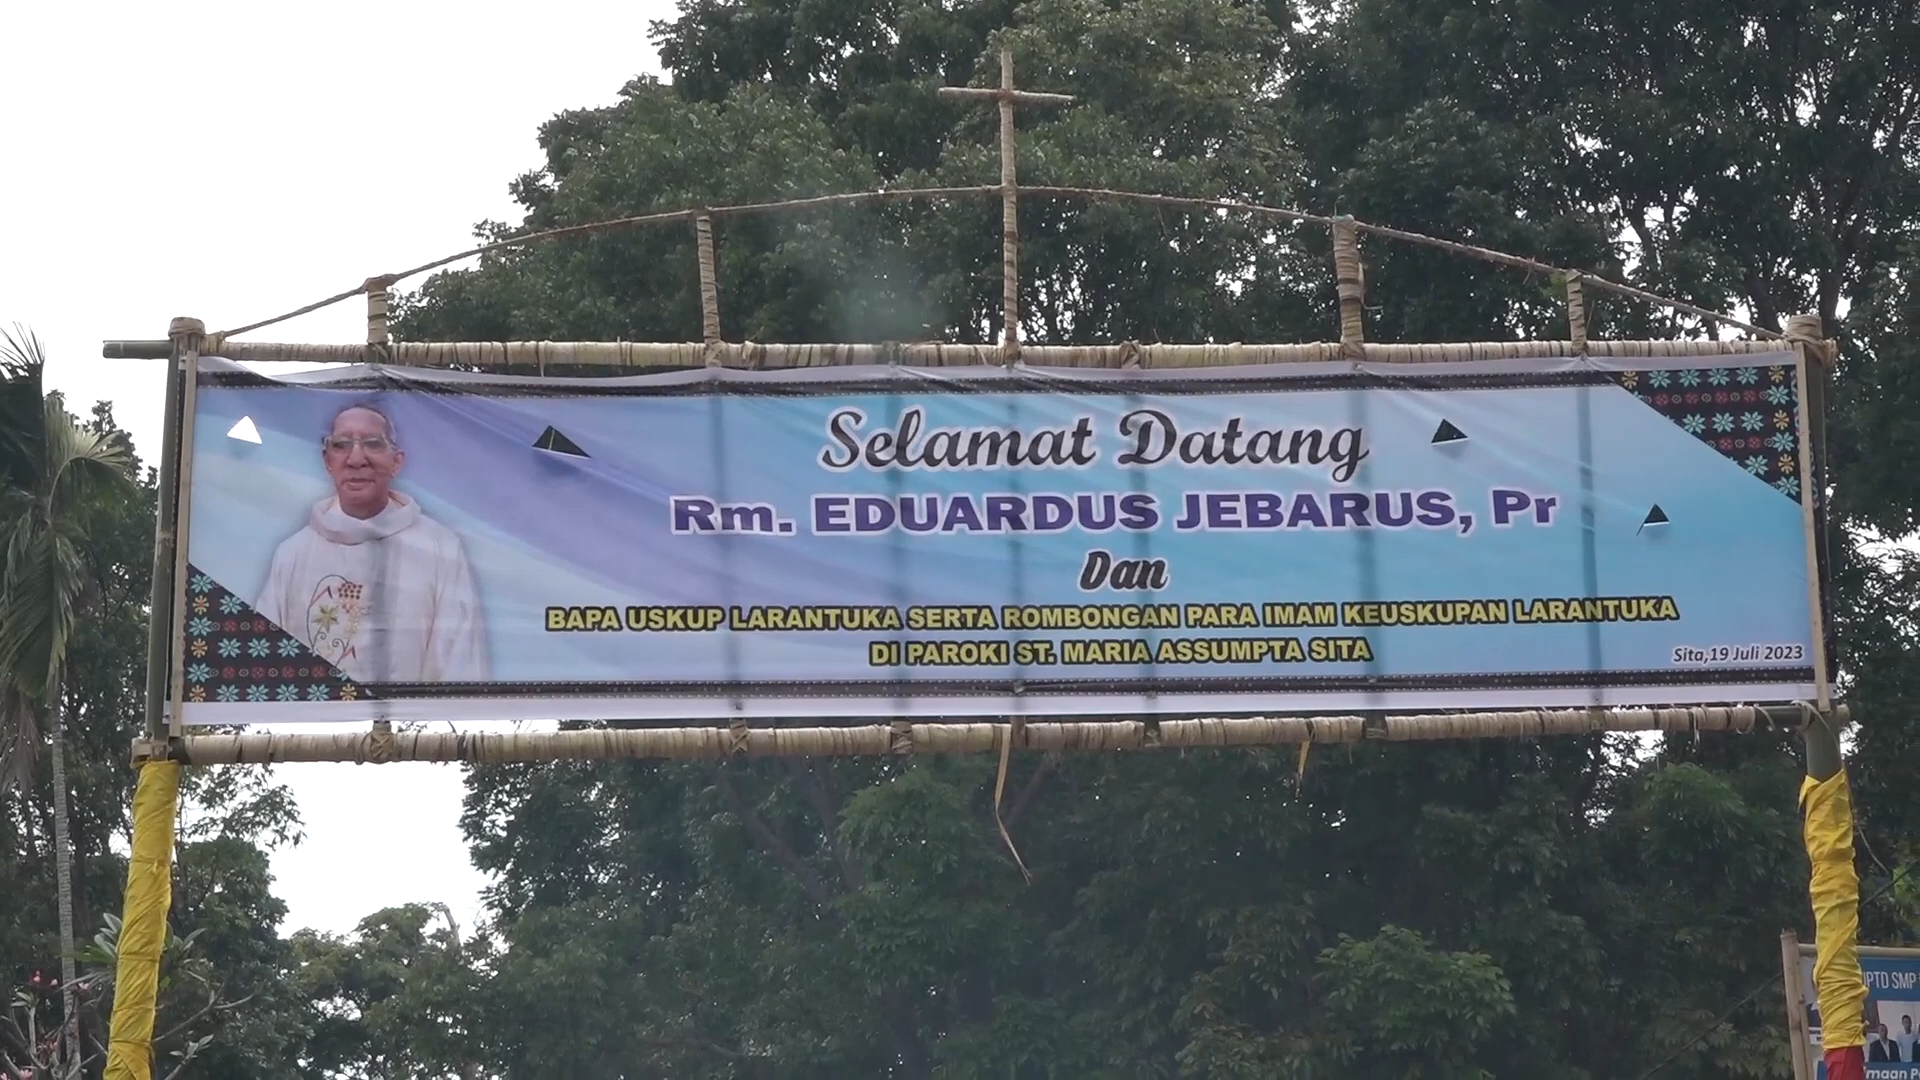 Selamat Datang
Rm. EDUARDUS JEBARUS, Pr
Dan
BAPA USKUP LARANTUKA SERTA ROMBONGAN PARA IMAM KEUSKUPAN LARANTUKA
DI PAROKI ST. MARIA ASSUMPTA SITA
Sita,19 Juli 2023
SMP